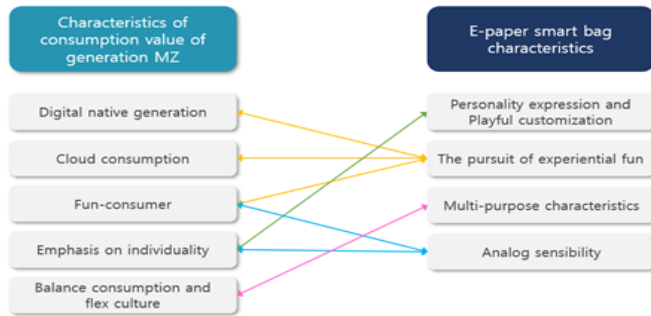 Characteristics of
consumption value of
generation MZ
E-paper smart bag
characteristics
Digital native generation
Cloud consumption
Fun-consumer
Emphasis on individuality
Balance consumption and
flex culture
Personality expression and
Playful customization
The pursuit of experiential fun
Multi-purpose characteristics
Analog sensibility